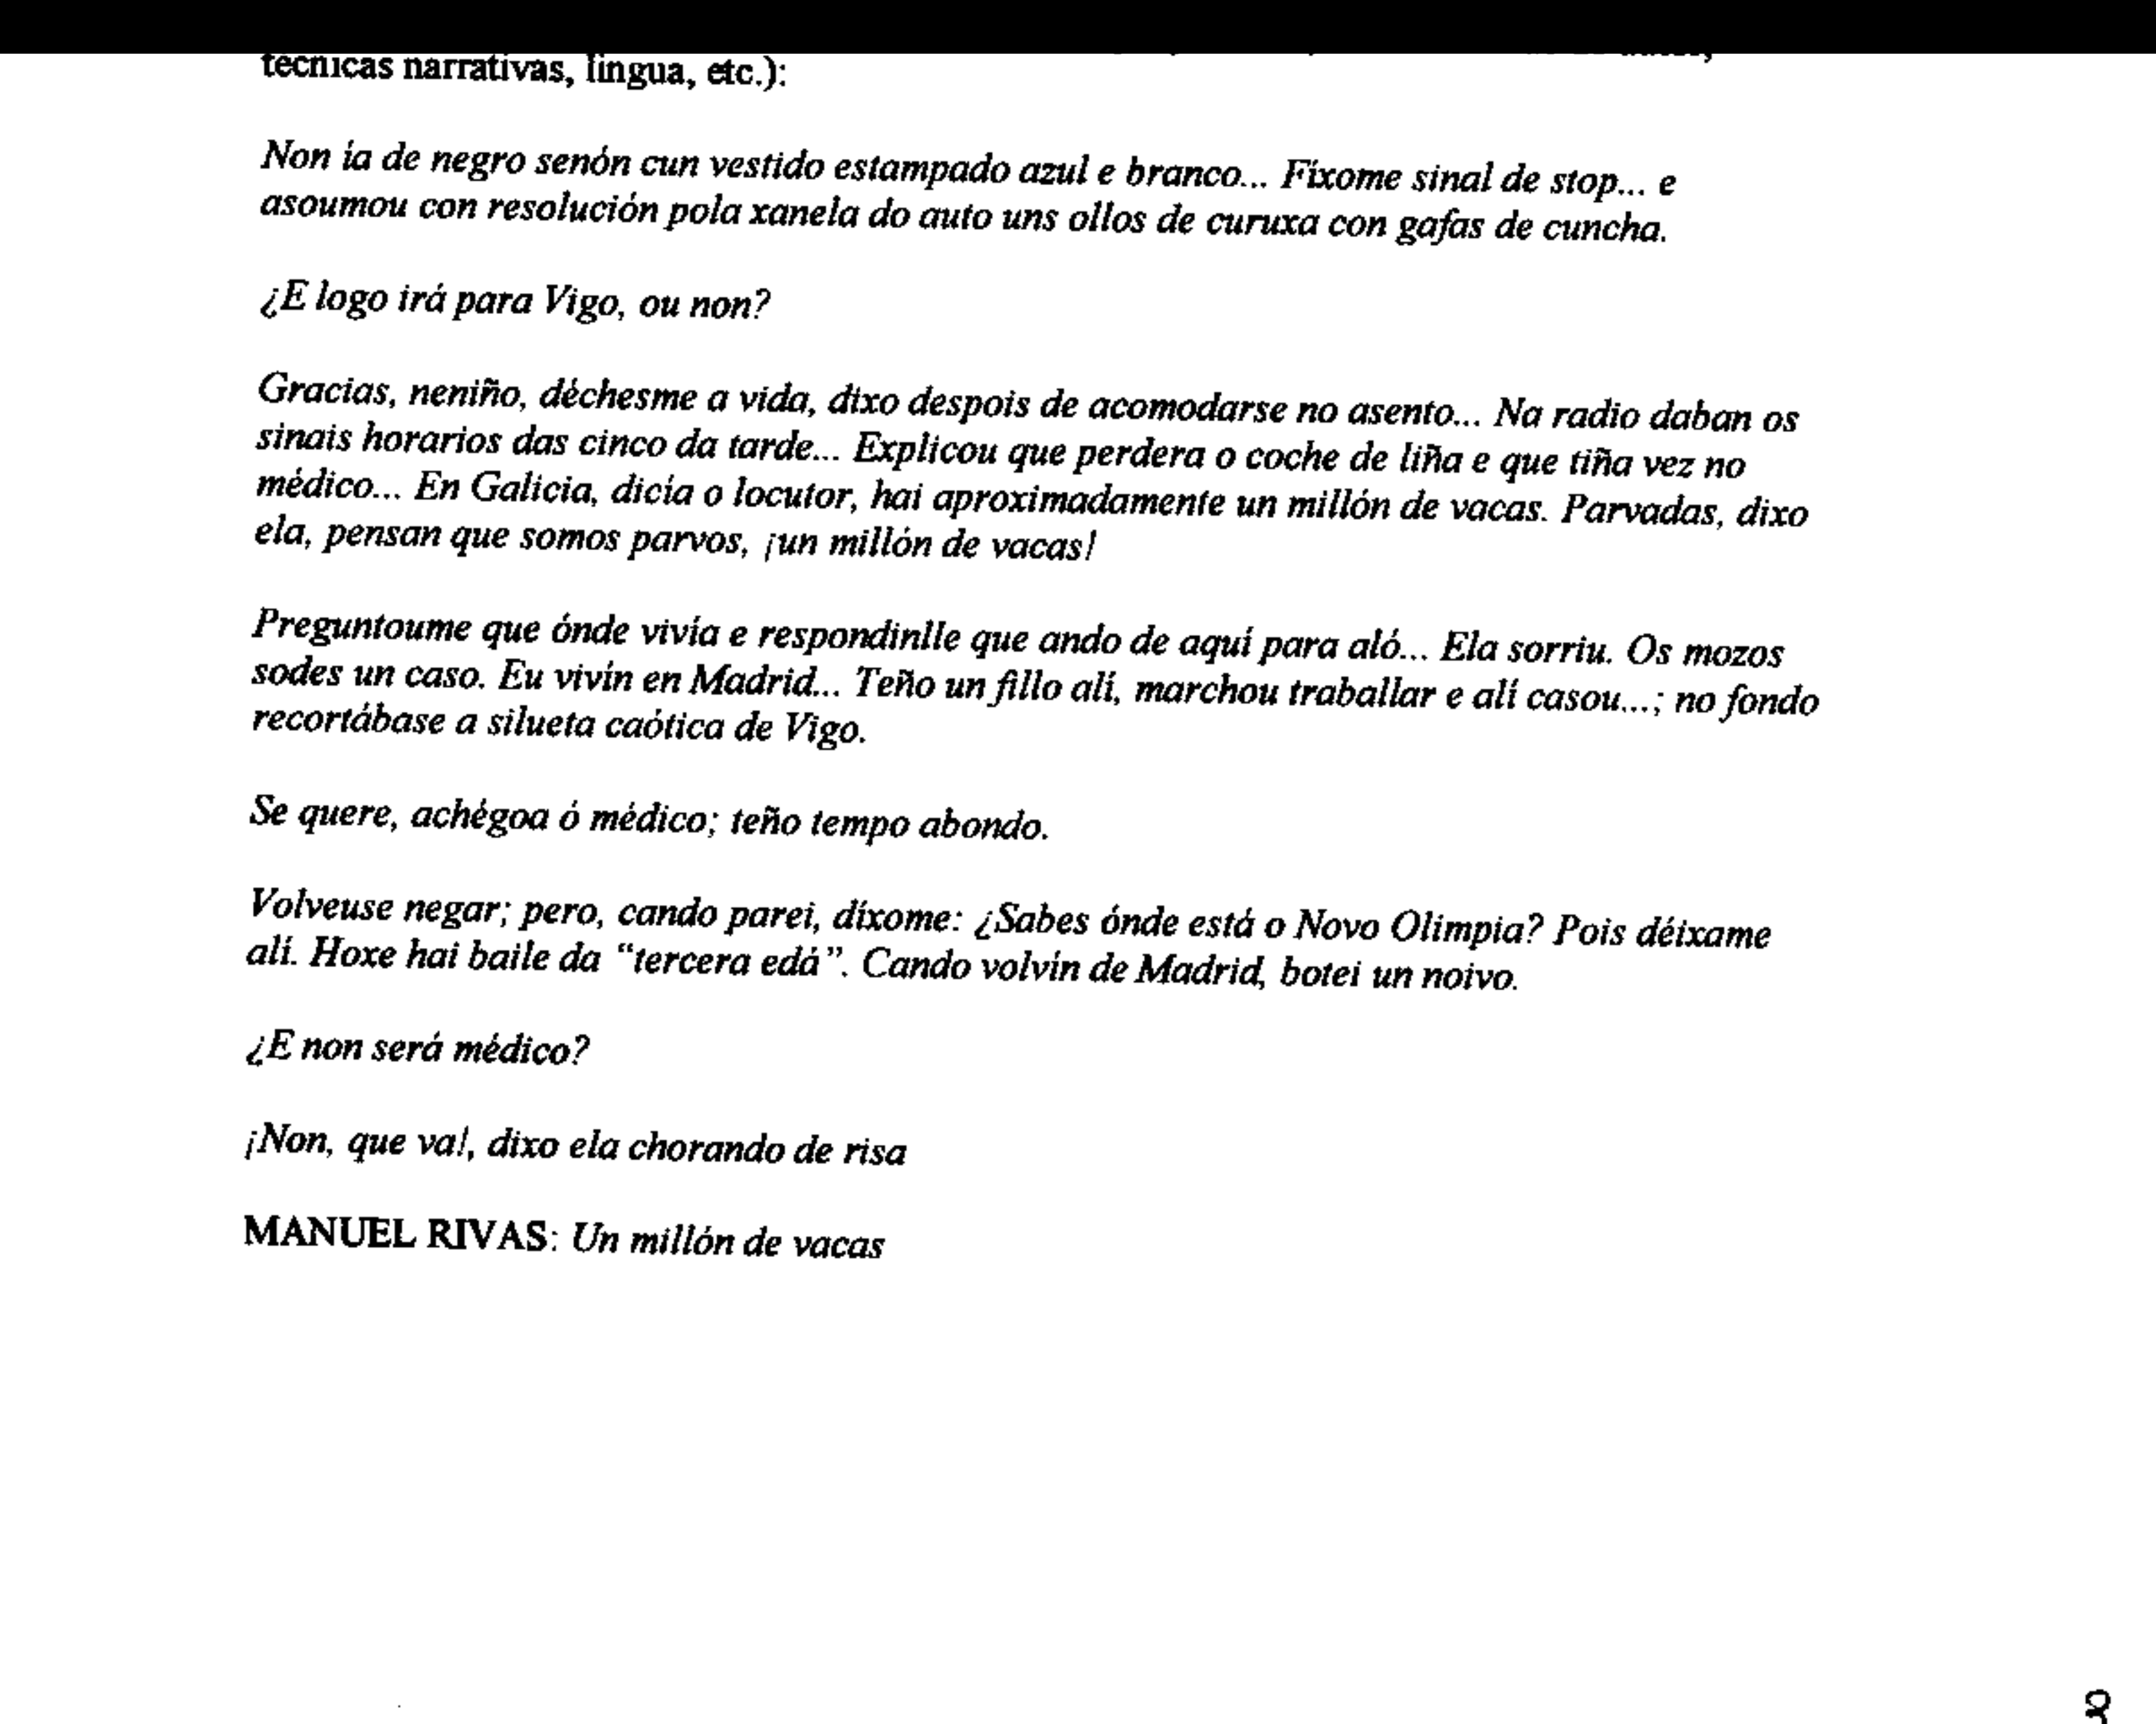 técnicas narrativas, lingua, etc.):
Non ía de negro senón cun vestido estampado azul e branco... Fíxome sinal de stop... e
asoumou con resolución pola xanela do auto uns ollos de curuxa con gafas de cuncha.
¿E logo irá para Vigo, ou non?
Gracias, neniño, déchesme a vida, dixo despois de acomodarse no asento... Na radio daban os
sinais horarios das cinco da tarde... Explicou que perdera o coche de liña e que tiña vez no
médico... En Galicia, dicía o locutor, hai aproximadamente un millón de vacas. Parvadas, dixo
ela, pensan que somos parvos, ¡un millón de vacas!
Preguntoume que ónde vivía e respondinlle que ando de aquí para aló... Ela sorriu. Os mozos
sodes un caso. Eu vivín en Madrid... Teño un fillo alí, marchou traballar e alí casou...; no fondo
recortábase a silueta caótica de Vigo.
Se quere, achégoa ó médico; teño tempo abondo.
Volveuse negar; pero, cando parei, díxome: ¿Sabes ónde está o Novo Olimpia? Pois déixame
alí. Hoxe hai baile da “tercera edá”. Cando volvín de Madrid, botei un noivo.
¿E non será médico?
¡Non, que va!, dixo ela chorando de risa
MANUEL RIVAS: Un millón de vacas